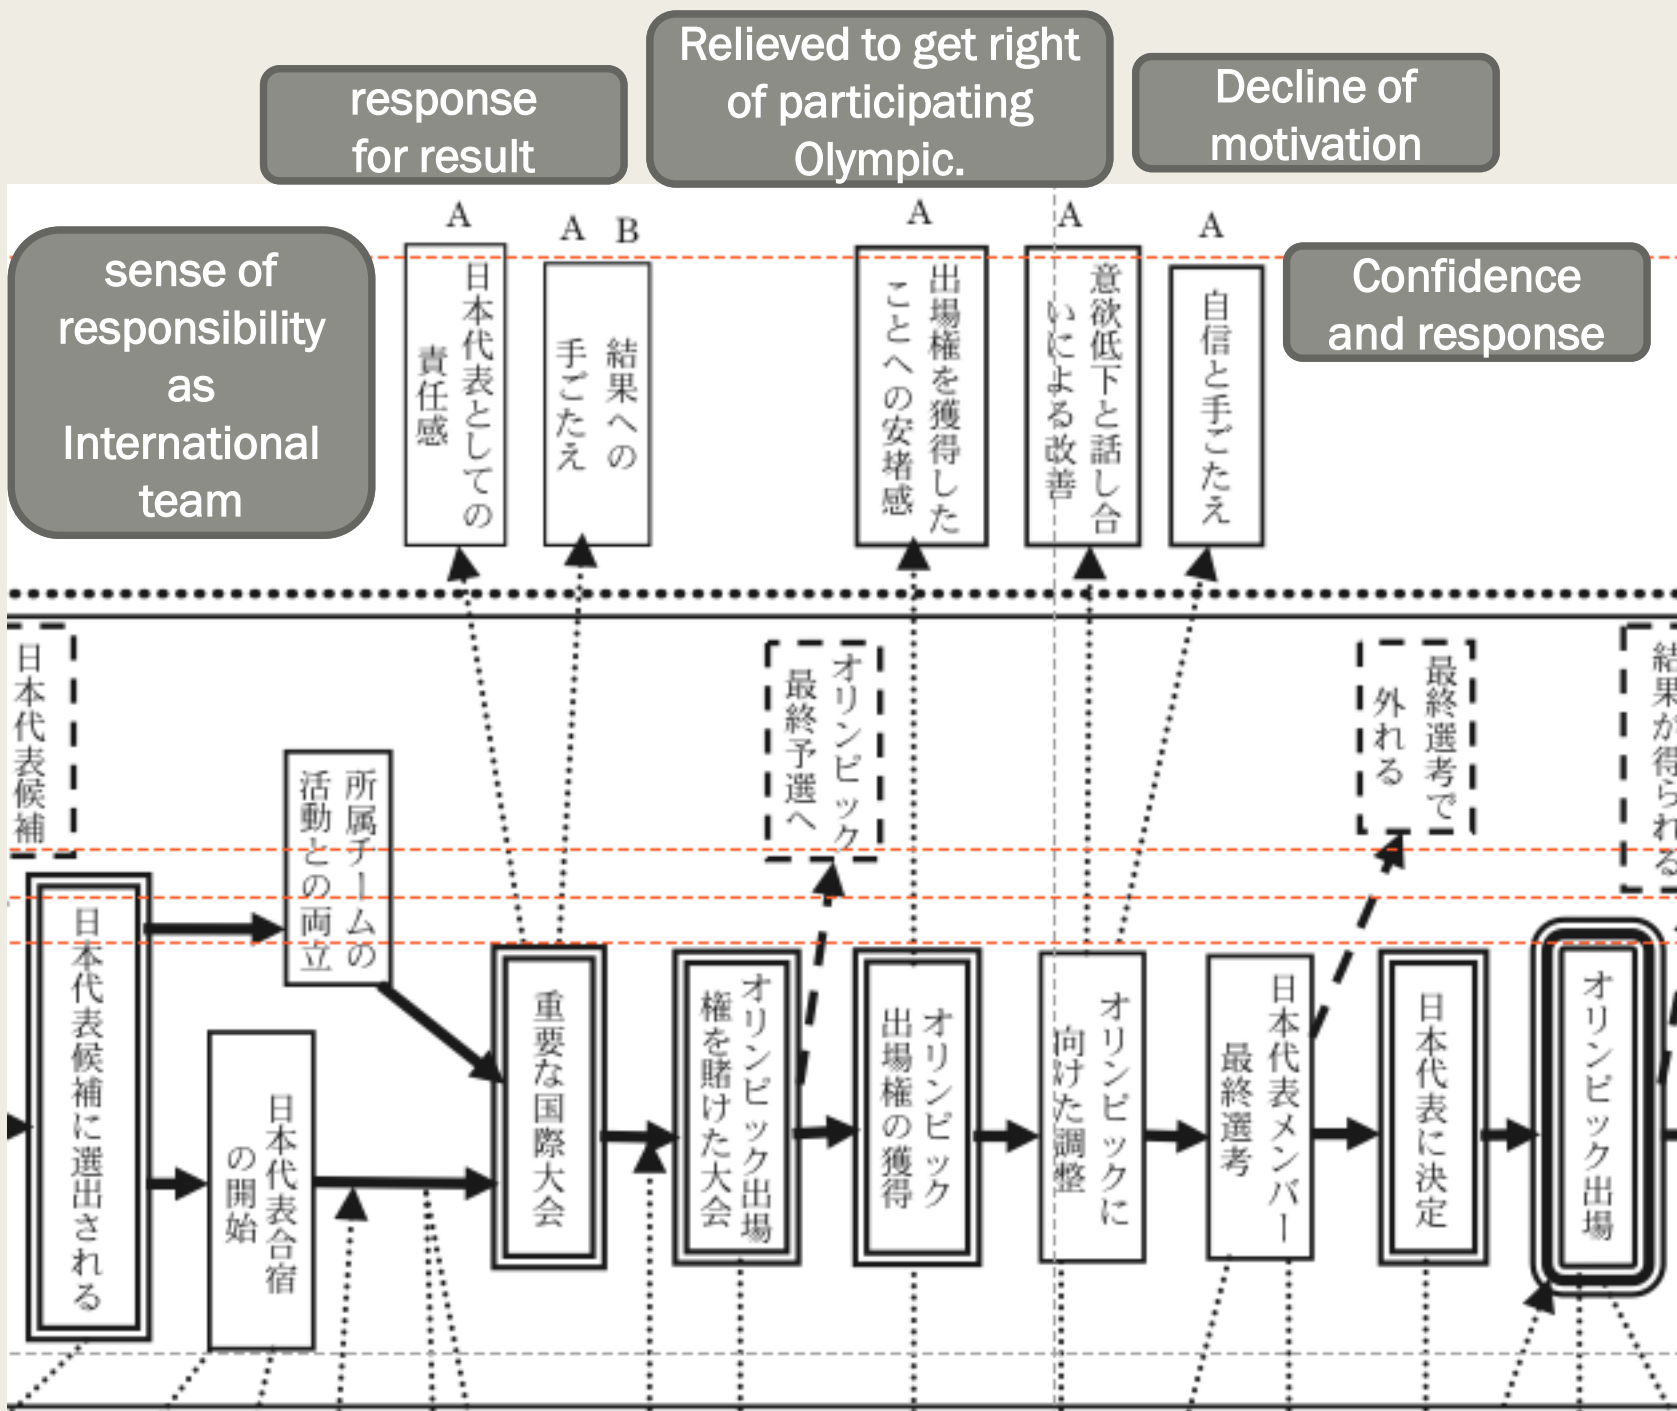 response
for result
Relieved to get right
of participating
Olympic.
Decline of
motivation
sense of
responsibility
as
International
team
Confidence
and response
A
A B
A
A
A
日本代表としての
責任感
結果への
手ごたえ
出場権を獲得した
ことへの安堵感
意欲低下と話し合
いによる改善
自信と手ごたえ
日本代表候補
所属チームの
活動との両立
オリンピック
最終予選へ
最終選考で
外れる
結果が得られる
日本代表候補に選出される
日本代表合宿
の開始
重要な国際大会
オリンピック出場
権を賭けた大会
オリンピック
出場権の獲得
オリンピックに
向けた調整
日本代表メンバー
最終選考
日本代表に決定
オリンピック出場